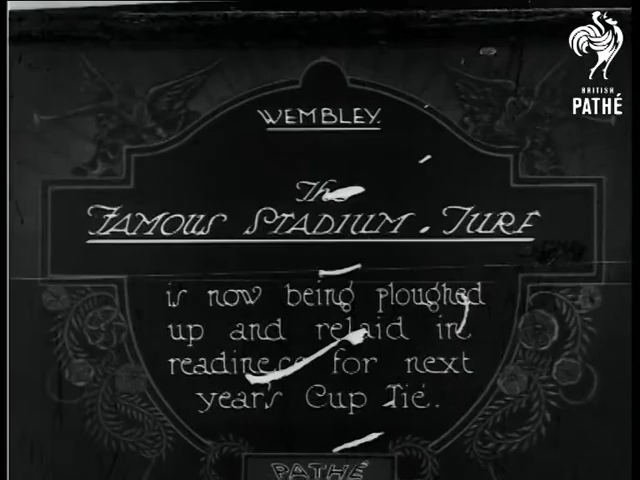 BRITISH
PATHÉ
WEMBLEY.
The
FAMOUS STADIUM . TURF
is now being ploughed
up and relaid in
readiness for next
year's Cup Tie.
PATHÉ